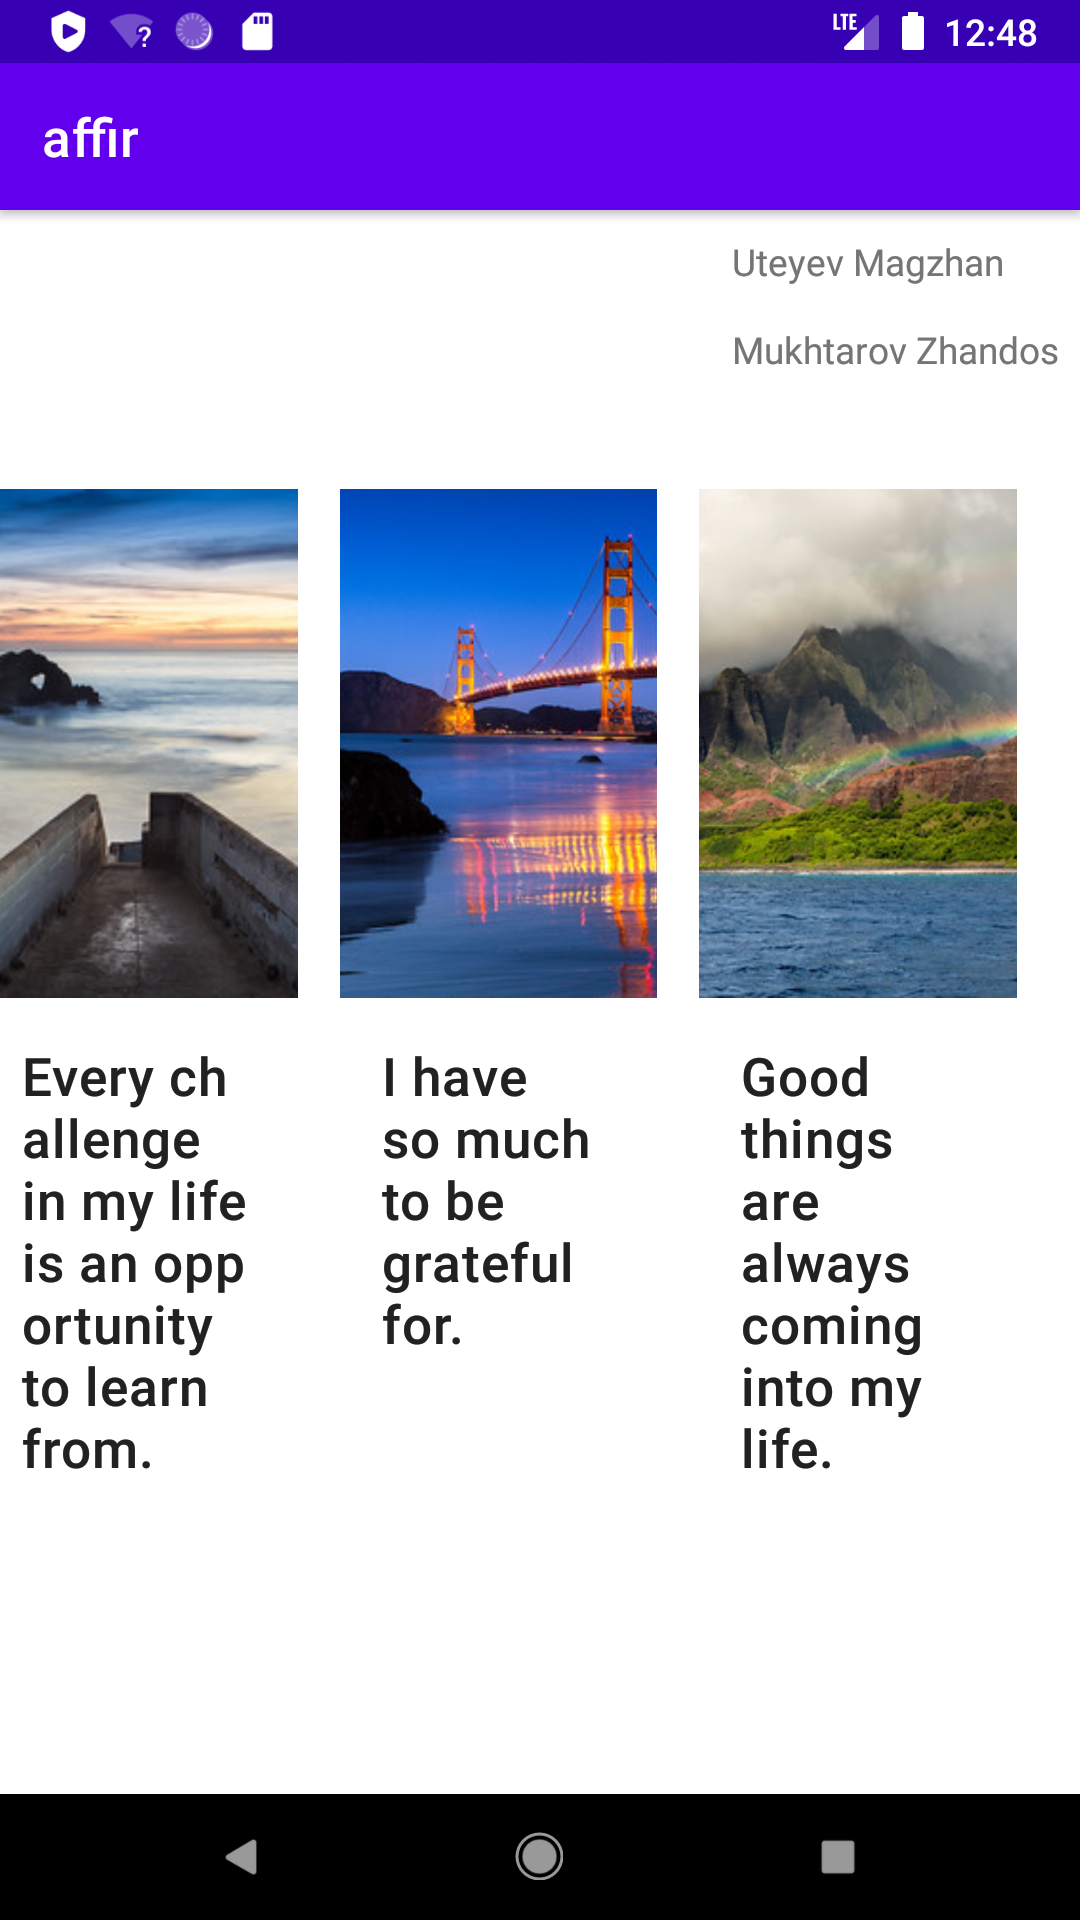 LTE 12:48
affir
Uteyev Magzhan
Mukhtarov Zhandos
Every ch
allenge
in my life
is an opp
ortunity
to learn
from.
I have
so much
to be
grateful
for.
Good
things
are
always
coming
into my
life.